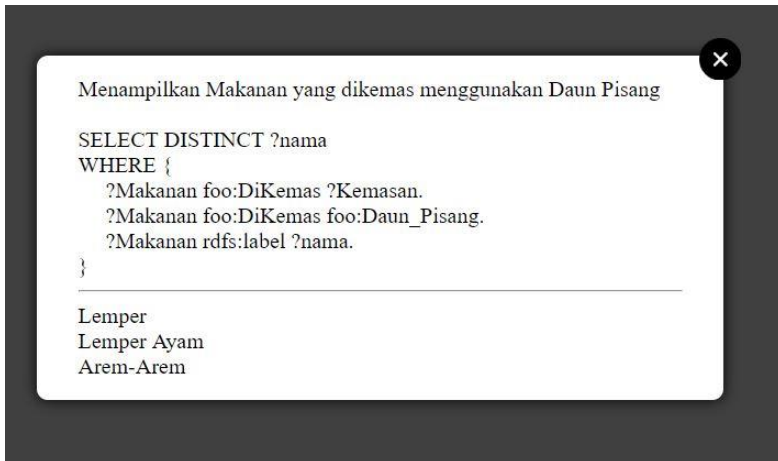 Menampilkan Makanan yang dikemas menggunakan Daun Pisang
SELECT DISTINCT ?nama
WHERE {
?Makanan foo:DiKemas ?Kemasan.
?Makanan foo:DiKemas foo:Daun_Pisang.
?Makanan rdfs:label ?nama.
}
Lemper
Lemper Ayam
Arem-Arem